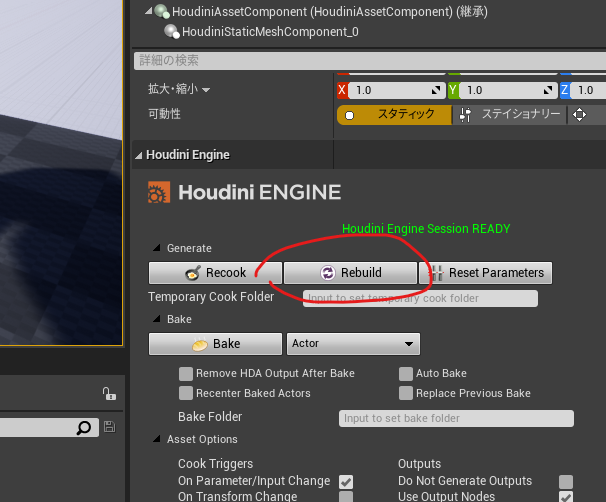 HoudiniAssetComponent (HoudiniAssetComponent) (継承)
HoudiniStaticMeshComponent_0
詳細の検索
拡大・縮小 X 1.0 Y 1.0 Z 1.0
可動性 スタティック ステイショナリー
Houdini Engine
Houdini ENGINE
Houdini Engine Session READY
Generate
Recook Rebuild Reset Parameters
Temporary Cook Folder Input to set temporary cook folder
Bake
Bake Actor
Remove HDA Output After Bake Auto Bake
Recenter Baked Actors Replace Previous Bake
Bake Folder Input to set bake folder
Asset Options
Cook Triggers Outputs
On Parameter/Input Change Do Not Generate Outputs
On Transform Change Use Output Nodes